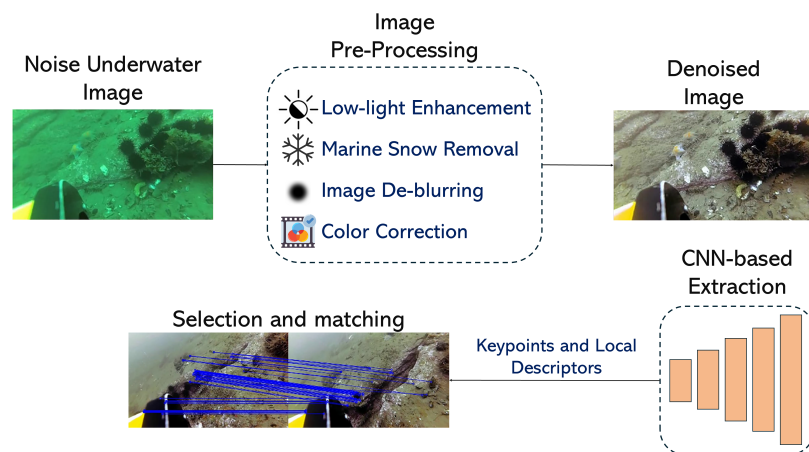 Image
Pre-Processing
Noise Underwater
Image
Low-light Enhancement
Marine Snow Removal
Image De-blurring
Color Correction
Denoised
Image
CNN-based
Extraction
Keypoints and Local
Descriptors
Selection and matching